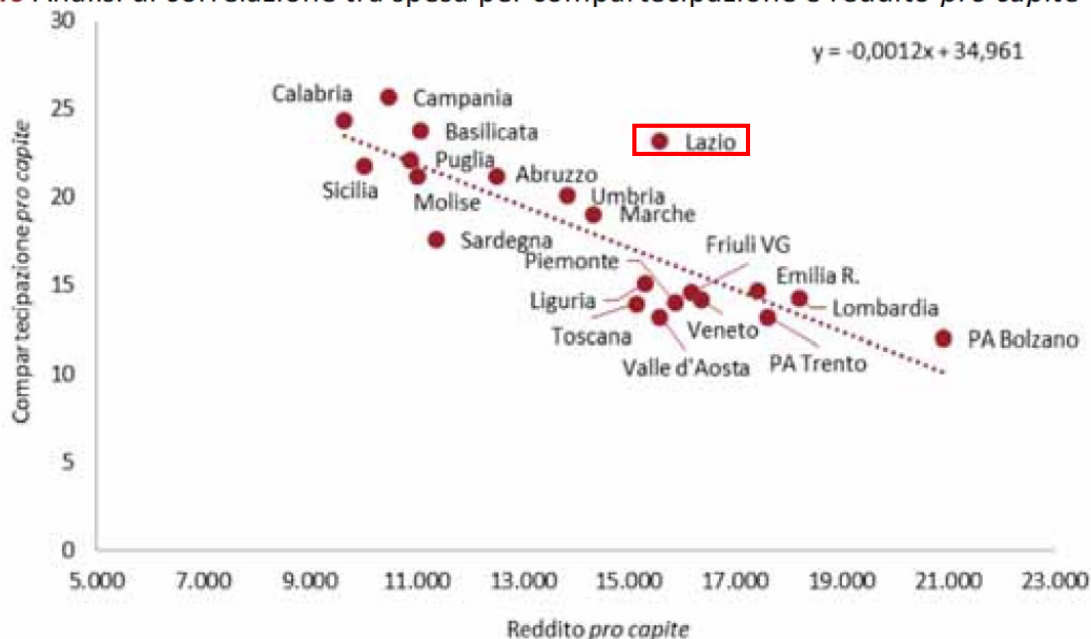 Analisi di correlazione tra spesa per compartecipazione e reddito pro capite
30
y = -0,0012x + 34,961
25
Calabria
Campania
Basilicata
Lazio
Puglia
Abruzzo
20
Sicilia
Molise
Umbria
Marche
Sardegna
Friuli VG
Piemonte
Emilia R.
15
Liguria
Lombardia
Toscana
Veneto
PA Bolzano
Valle d'Aosta
PA Trento
10
5
0
Compartecipazione pro capite
5.000 7.000 9.000 11.000 13.000 15.000 17.000 19.000 21.000 23.000
Reddito pro capite